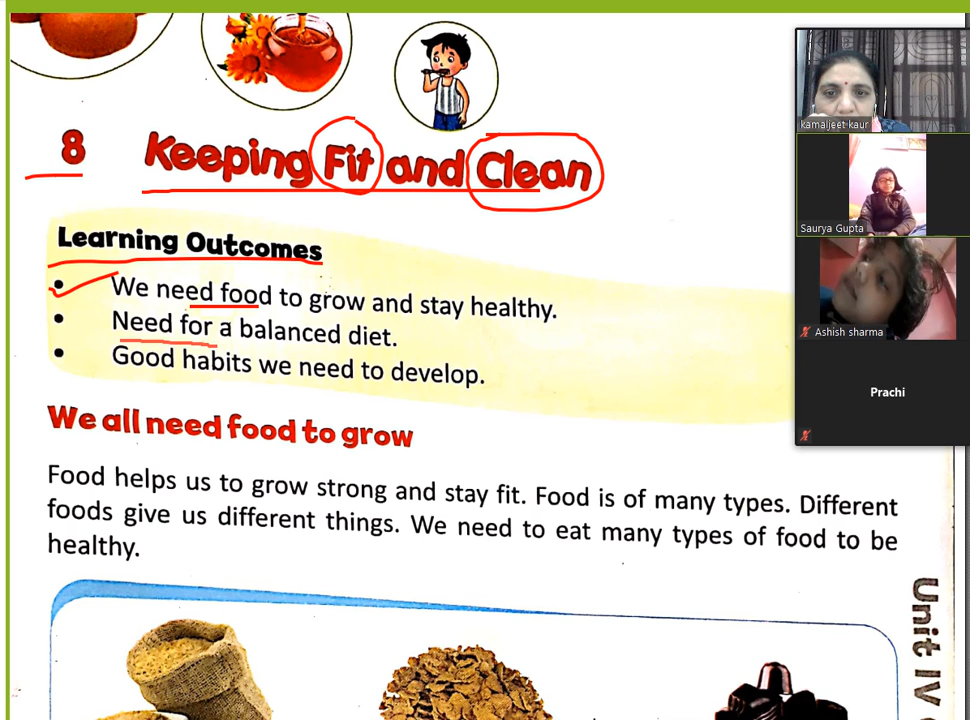 8 Keeping Fit and Clean
Learning Outcomes
• We need food to grow and stay healthy.
• Need for a balanced diet.
• Good habits we need to develop.
We all need food to grow
Food helps us to grow strong and stay fit. Food is of many types. Different
foods give us different things. We need to eat many types of food to be
healthy.
Unit IV
kamaljeet kaur
Saurya Gupta
Ashish sharma
Prachi